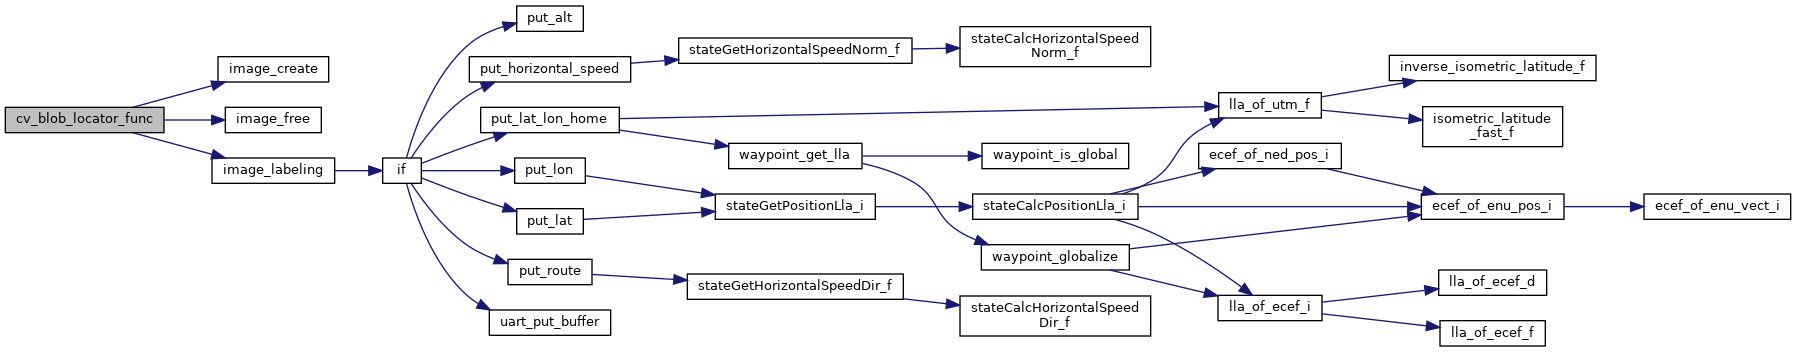 cv_blob_locator_func
image_create
image_free
image_labeling
if
put_alt
put_horizontal_speed
put_lat_lon_home
put_lon
put_lat
put_route
uart_put_buffer
stateGetHorizontalSpeedNorm_f
waypoint_get_lla
stateGetPositionLla_i
stateGetHorizontalSpeedDir_f
stateCalcHorizontalSpeed
Norm_f
waypoint_is_global
stateCalcPositionLla_i
waypoint_globalize
stateCalcHorizontalSpeed
Dir_f
lla_of_utm_f
ecef_of_ned_pos_i
lla_of_ecef_i
inverse_isometric_latitude_f
isometric_latitude
_fast_f
ecef_of_enu_pos_i
lla_of_ecef_d
lla_of_ecef_f
ecef_of_enu_vect_i